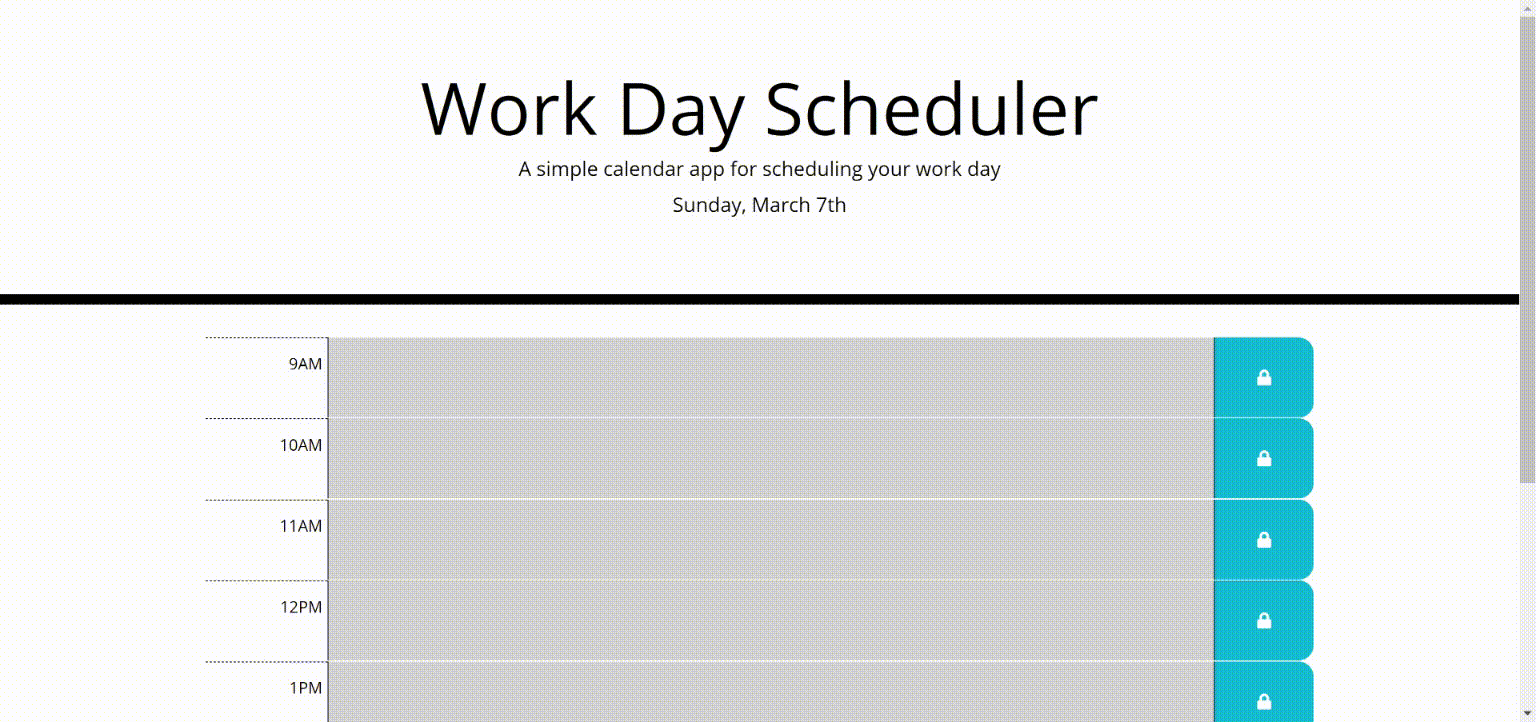 Work Day Scheduler
A simple calendar app for scheduling your work day
Sunday, March 7th
9AM
10AM
11AM
12PM
1PM